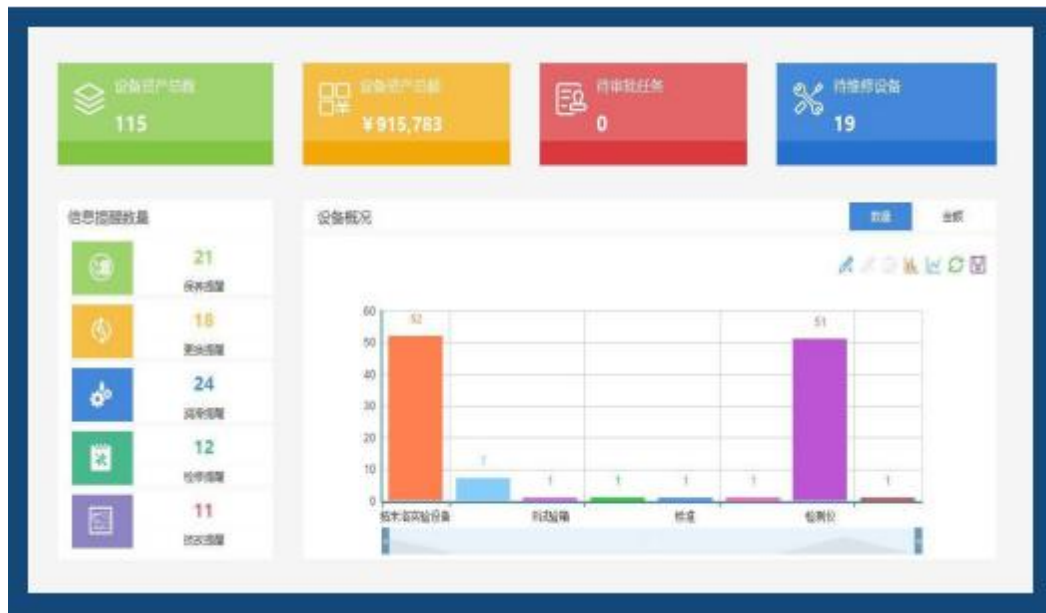 设备资产总数
115
设备资产总额
¥915,783
待审批任务
0
待维修设备
19
信息提醒数量
设备概况
数量
金额
21
保养提醒
18
更换提醒
24
润滑提醒
12
检修提醒
11
60
50
40
30
20
10
0
52
7
1
1
1
1
51
1
检测仪